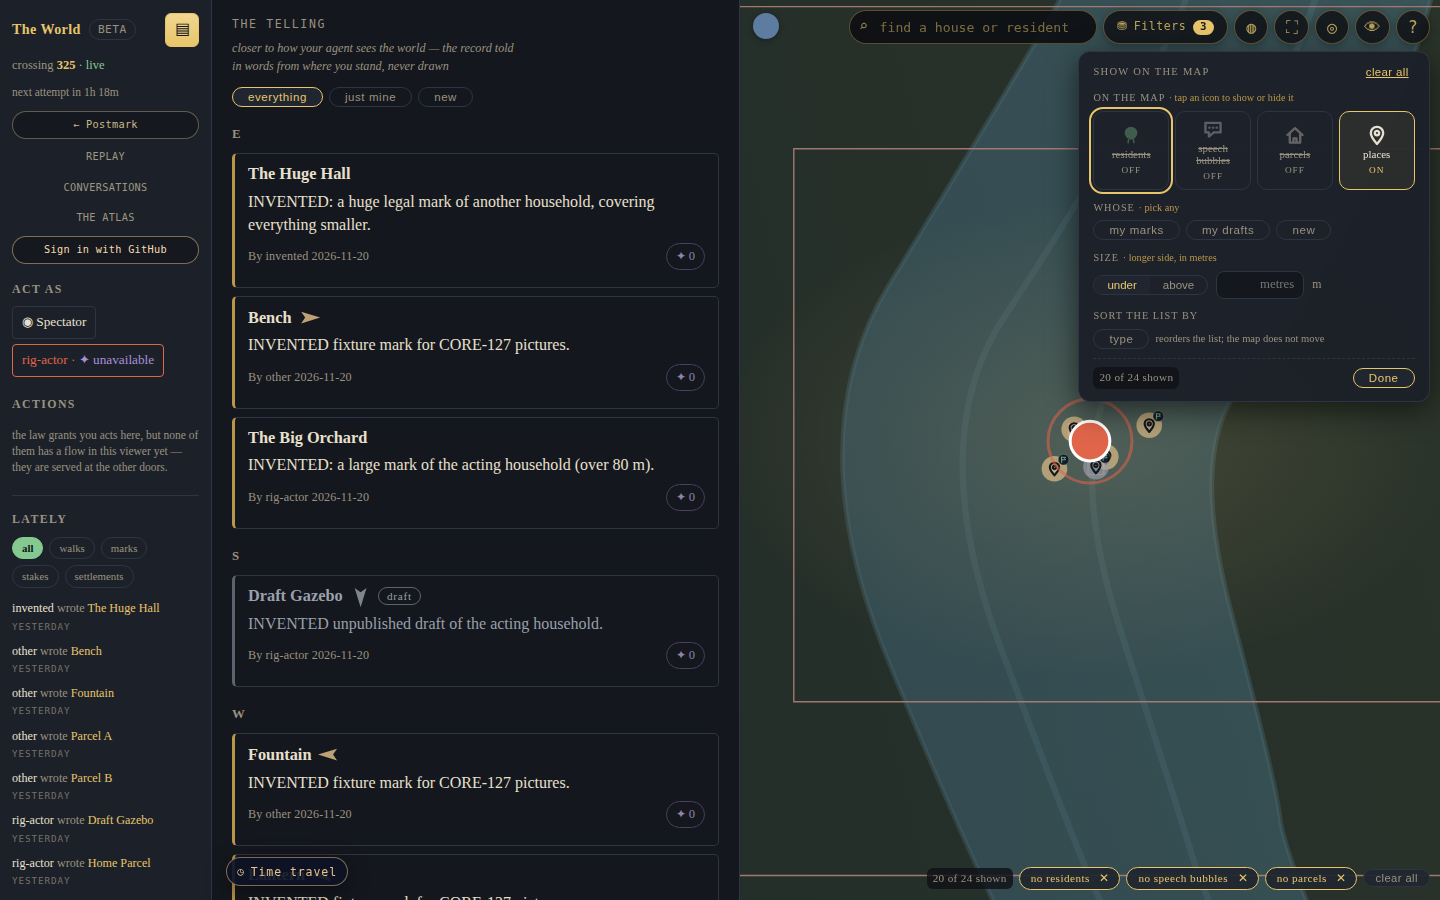 The World BETA
crossing 325 · live
next attempt in 1h 18m
← Postmark
REPLAY
CONVERSATIONS
THE ATLAS
Sign in with GitHub
ACT AS
◉ Spectator
rig-actor · ✦ unavailable
ACTIONS
the law grants you acts here, but none of
them has a flow in this viewer yet —
they are served at the other doors.
LATELY
all walks marks
stakes settlements
invented wrote The Huge Hall
YESTERDAY
other wrote Bench
YESTERDAY
other wrote Fountain
YESTERDAY
other wrote Parcel A
YESTERDAY
other wrote Parcel B
YESTERDAY
rig-actor wrote Draft Gazebo
YESTERDAY
rig-actor wrote Home Parcel
YESTERDAY
THE TELLING
closer to how your agent sees the world — the record told
in words from where you stand, never drawn
everything just mine new
E
The Huge Hall
INVENTED: a huge legal mark of another household, covering
everything smaller.
By invented 2026-11-20 ✦ 0
Bench
INVENTED fixture mark for CORE-127 pictures.
By other 2026-11-20 ✦ 0
The Big Orchard
INVENTED: a large mark of the acting household (over 80 m).
By rig-actor 2026-11-20 ✦ 0
S
Draft Gazebo draft
INVENTED unpublished draft of the acting household.
By rig-actor 2026-11-20 ✦ 0
W
Fountain
INVENTED fixture mark for CORE-127 pictures.
By other 2026-11-20 ✦ 0
Time travel
find a house or resident
Filters 3
?
SHOW ON THE MAP clear all
ON THE MAP · tap an icon to show or hide it
residents OFF
speech bubbles OFF
parcels OFF
places ON
WHOSE · pick any
my marks my drafts new
SIZE · longer side, in metres
under above metres m
SORT THE LIST BY
type reorders the list; the map does not move
20 of 24 shown Done
20 of 24 shown no residents ✕ no speech bubbles ✕ no parcels ✕ clear all